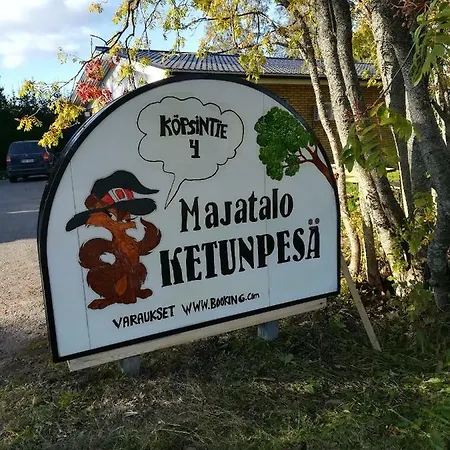 KÖPSINTIE
4
Majatalo
KETUNPESÄ
VARAUKSET WWW.BOOKING.com